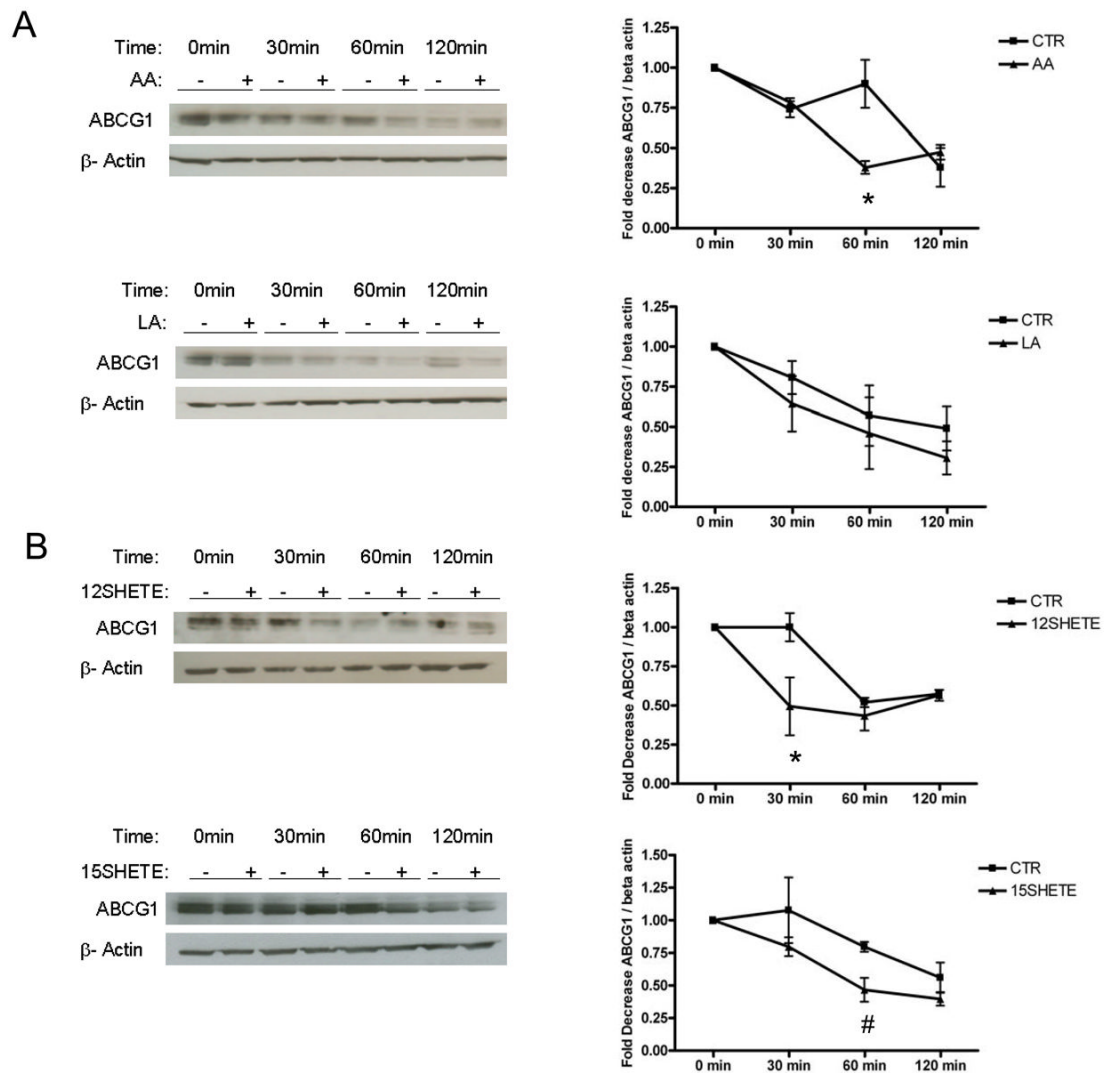 A
Time: 0min 30min 60min 120min
AA: - + - + - + - +
ABCG1
β- Actin
Fold decrease ABCG1 / beta actin
1.25
1.00
0.75
0.50
0.25
0.00
*
0 min 30 min 60 min 120 min
CTR
AA
Time: 0min 30min 60min 120min
LA: - + - + - + - +
ABCG1
β- Actin
Fold decrease ABCG1 / beta actin
1.25
1.00
0.75
0.50
0.25
0.00
0 min 30 min 60 min 120 min
CTR
LA
B
Time: 0min 30min 60min 120min
12SHETE: - + - + - + - +
ABCG1
β- Actin
Fold Decrease ABCG1 / beta actin
1.25
1.00
0.75
0.50
0.25
0.00
*
0 min 30 min 60 min 120 min
CTR
12SHETE
Time: 0min 30min 60min 120min
15SHETE: - + - + - + - +
ABCG1
β- Actin
Fold Decrease ABCG1 / beta actin
1.50
1.25
1.00
0.75
0.50
0.25
0.00
#
0 min 30 min 60 min 120 min
CTR
15SHETE